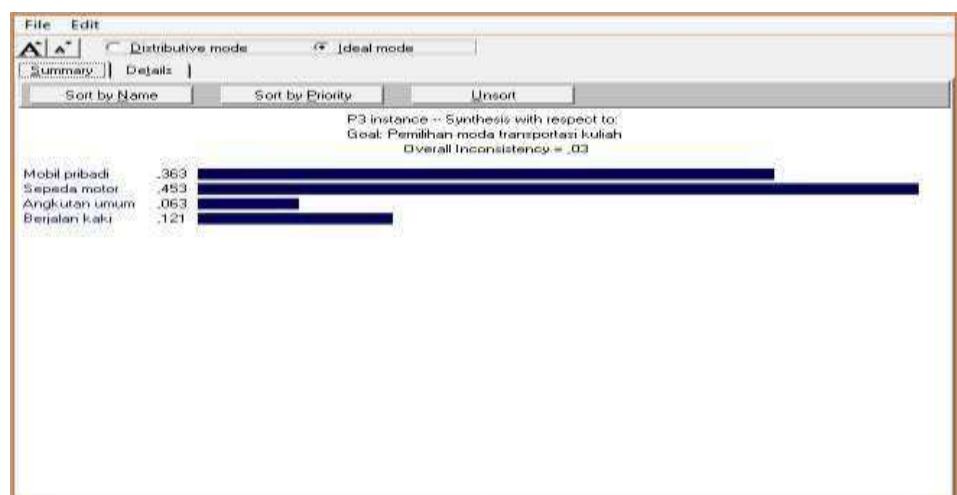 File Edit
A A Distributive mode Ideal mode
Summary Details
Sort by Name Sort by Priority Unsort
P3 instance -- Synthesis with respect to:
Goal: Pemilihan moda transportasi kuliah
Overall Inconsistency = ,03
Mobil pribadi ,363
Sepeda motor ,453
Angkutan umum ,063
Berjalan kaki ,121